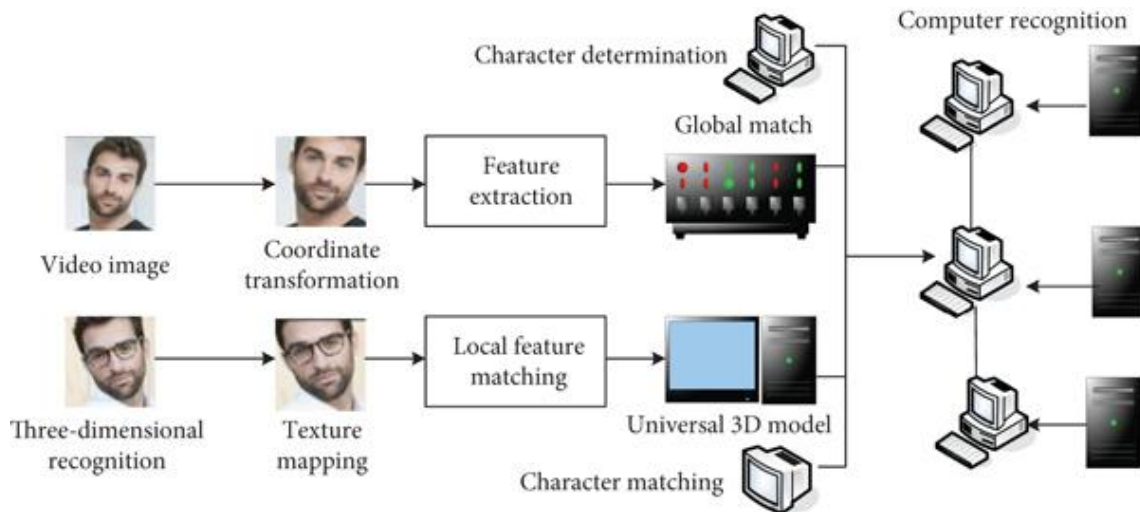 Computer recognition
Character determination
Global match
Feature
extraction
Video image
Coordinate
transformation
Local feature
matching
Three-dimensional
recognition
Texture
mapping
Universal 3D model
Character matching